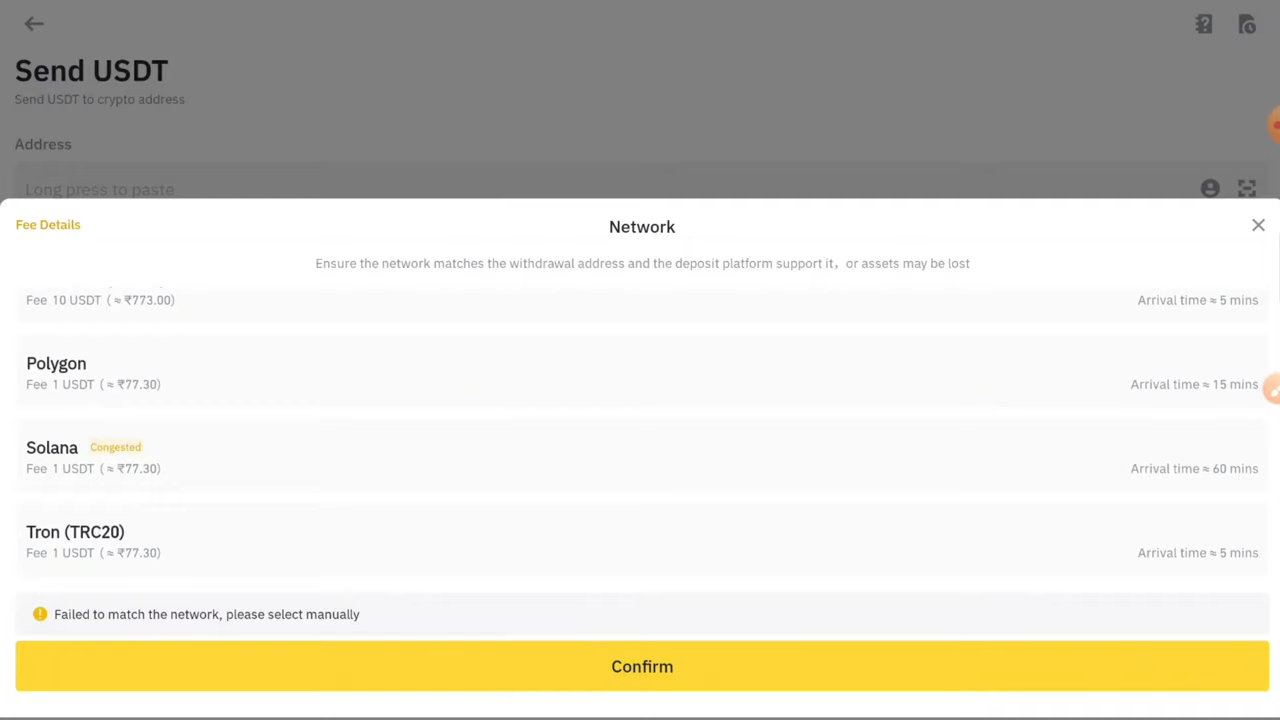 Send USDT
Send USDT to crypto address
Address
Long press to paste
Fee Details
Network
Ensure the network matches the withdrawal address and the deposit platform support it, or assets may be lost
Fee 10 USDT ( ≈ ₹773.00)
Arrival time ≈ 5 mins
Polygon
Fee 1 USDT ( ≈ ₹77.30)
Arrival time ≈ 15 mins
Solana Congested
Fee 1 USDT ( ≈ ₹77.30)
Arrival time ≈ 60 mins
Tron (TRC20)
Fee 1 USDT ( ≈ ₹77.30)
Arrival time ≈ 5 mins
Failed to match the network, please select manually
Confirm